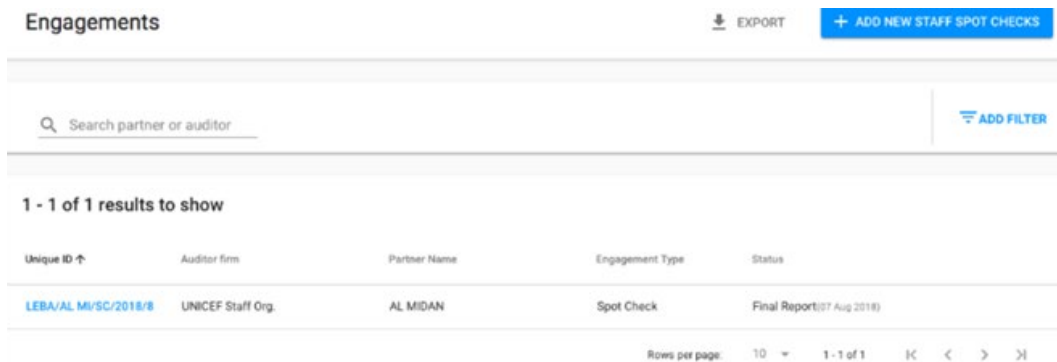 Engagements
EXPORT
+ ADD NEW STAFF SPOT CHECKS
Search partner or auditor
ADD FILTER
1 - 1 of 1 results to show
Unique ID ↑ Auditor firm Partner Name Engagement Type Status
LEBA/AL MI/SC/2018/8 UNICEF Staff Org. AL MIDAN Spot Check Final Report(07 Aug 2018)
Rows per page: 10 1-1 of 1